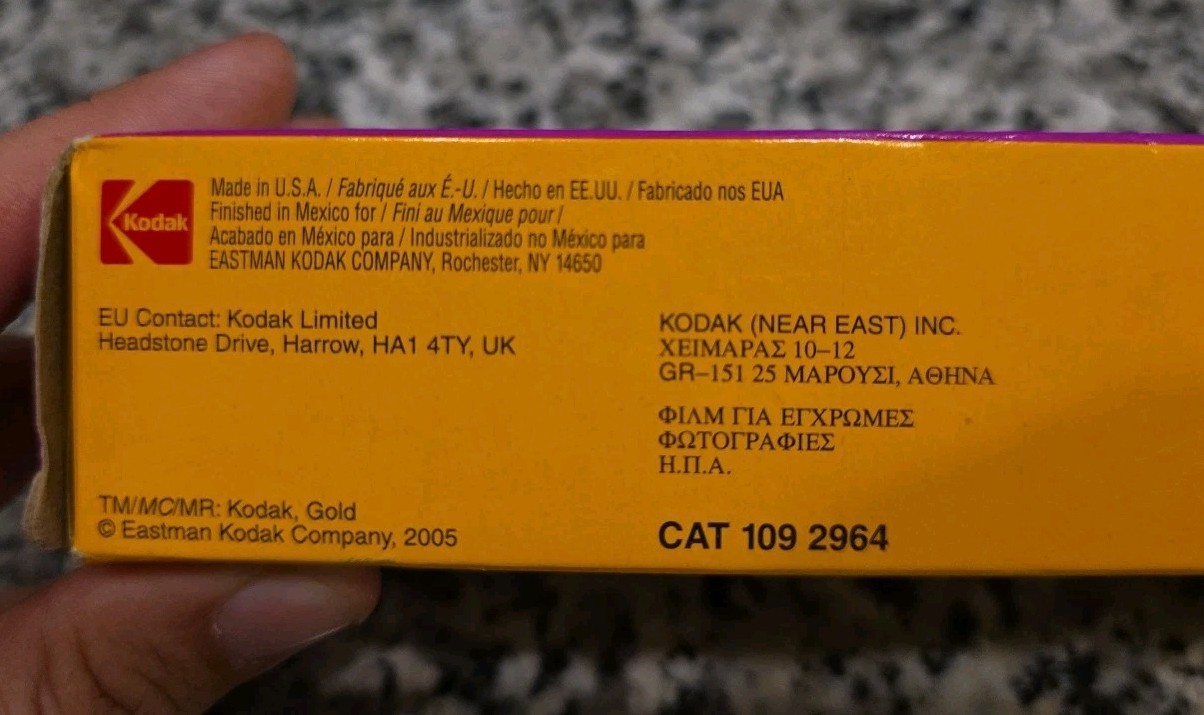 Kodak
Made in U.S.A. / Fabriqué aux É.-U. / Hecho en EE.UU. / Fabricado nos EUA
Finished in Mexico for / Fini au Mexique pour /
Acabado en México para / Industrializado no México para
EASTMAN KODAK COMPANY, Rochester, NY 14650
EU Contact: Kodak Limited
Headstone Drive, Harrow, HA1 4TY, UK
KODAK (NEAR EAST) INC.
ΧΕΙΜΑΡΑΣ 10–12
GR–151 25 ΜΑΡΟΥΣΙ, ΑΘΗΝΑ
ΦΙΛΜ ΓΙΑ ΕΓΧΡΩΜΕΣ
ΦΩΤΟΓΡΑΦΙΕΣ
Η.Π.Α.
TM/MC/MR: Kodak, Gold
© Eastman Kodak Company, 2005
CAT 109 2964